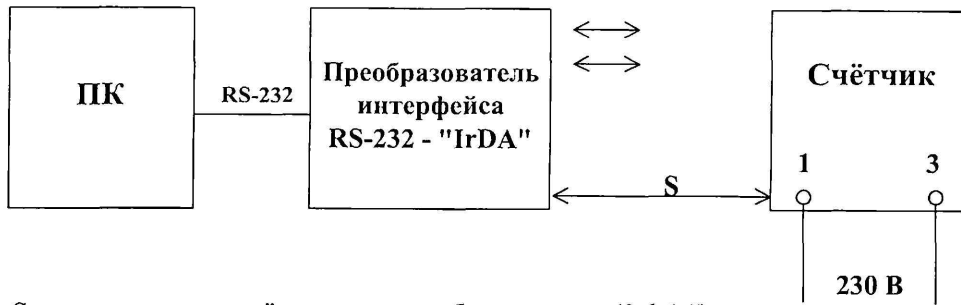 ПК
RS-232
Преобразователь
интерфейса
RS-232 - "IrDA"
S
Счётчик
1 3
230 В
S